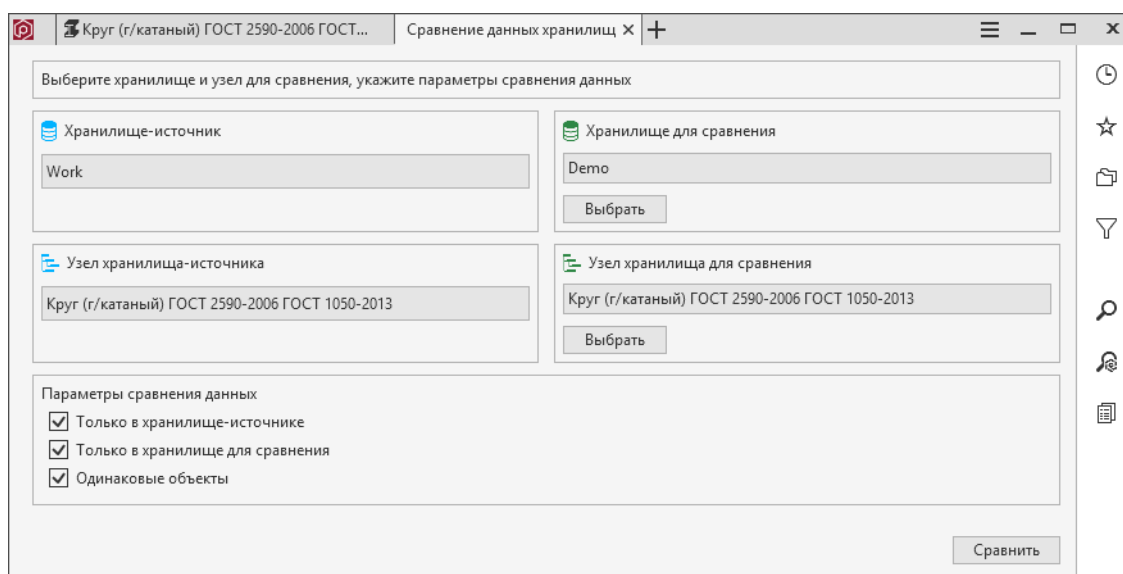 Круг (г/катаный) ГОСТ 2590-2006 ГОСТ...
Сравнение данных хранилищ
Выберите хранилище и узел для сравнения, укажите параметры сравнения данных
Хранилище-источник
Work
Хранилище для сравнения
Demo
Выбрать
Узел хранилища-источника
Круг (г/катаный) ГОСТ 2590-2006 ГОСТ 1050-2013
Узел хранилища для сравнения
Круг (г/катаный) ГОСТ 2590-2006 ГОСТ 1050-2013
Выбрать
Параметры сравнения данных
Только в хранилище-источнике
Только в хранилище для сравнения
Одинаковые объекты
Сравнить